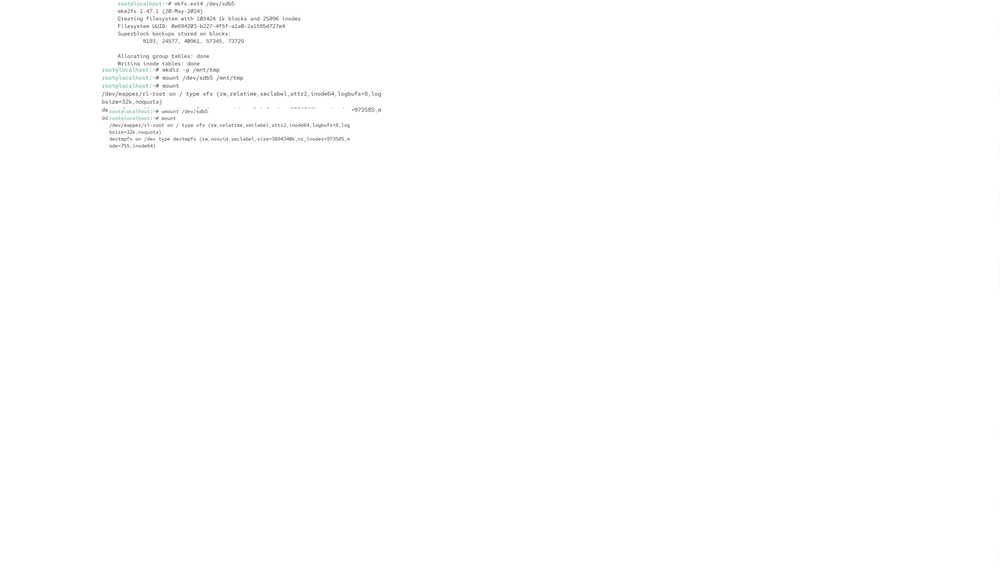 root@localhost:~# mkfs.ext4 /dev/sdb5
mke2fs 1.47.1 (20-May-2024)
Creating filesystem with 103424 1k blocks and 25896 inodes
Filesystem UUID: 0e694203-b227-4f5f-a1a0-2a1595d727e4
Superblock backups stored on blocks:
8193, 24577, 40961, 57345, 73729
Allocating group tables: done
Writing inode tables: done
root@localhost:~# mkdir -p /mnt/tmp
root@localhost:~# mount /dev/sdb5 /mnt/tmp
root@localhost:~# mount
/dev/mapper/rl-root on / type xfs (rw,relatime,seclabel,attr2,inode64,logbufs=8,log
bsize=32k,noquota)
de =973585,m
od
root@localhost:~# umount /dev/sdb5
root@localhost:~# mount
/dev/mapper/rl-root on / type xfs (rw,relatime,seclabel,attr2,inode64,logbufs=8,log
bsize=32k,noquota)
devtmpfs on /dev type devtmpfs (rw,nosuid,seclabel,size=3894340k,nr_inodes=973585,m
ode=755,inode64)